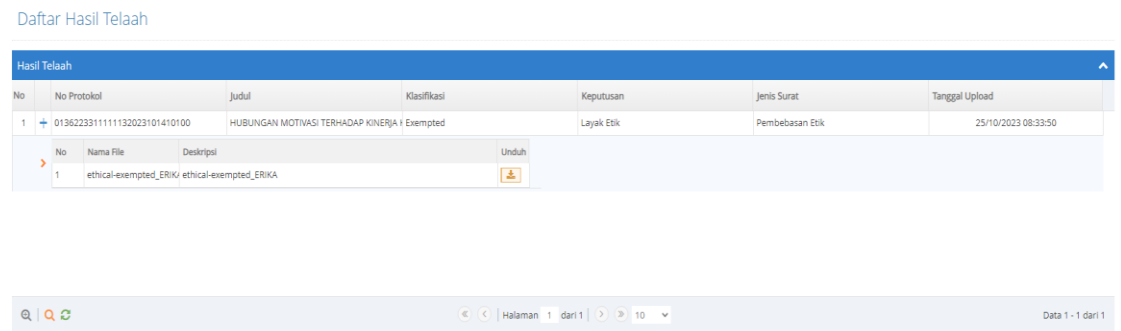 Daftar Hasil Telaah
Hasil Telaah
No No Protokol Judul Klasifikasi Keputusan Jenis Surat Tanggal Upload
1 0136223311111132023101410100 HUBUNGAN MOTIVASI TERHADAP KINERJA Exempted Layak Etik Pembebasan Etik 25/10/2023 08:33:50
No Nama File Deskripsi Unduh
1 ethical-exempted_ERIK ethical-exempted_ERIKA
Halaman 1 dari 1 10 Data 1 - 1 dari 1